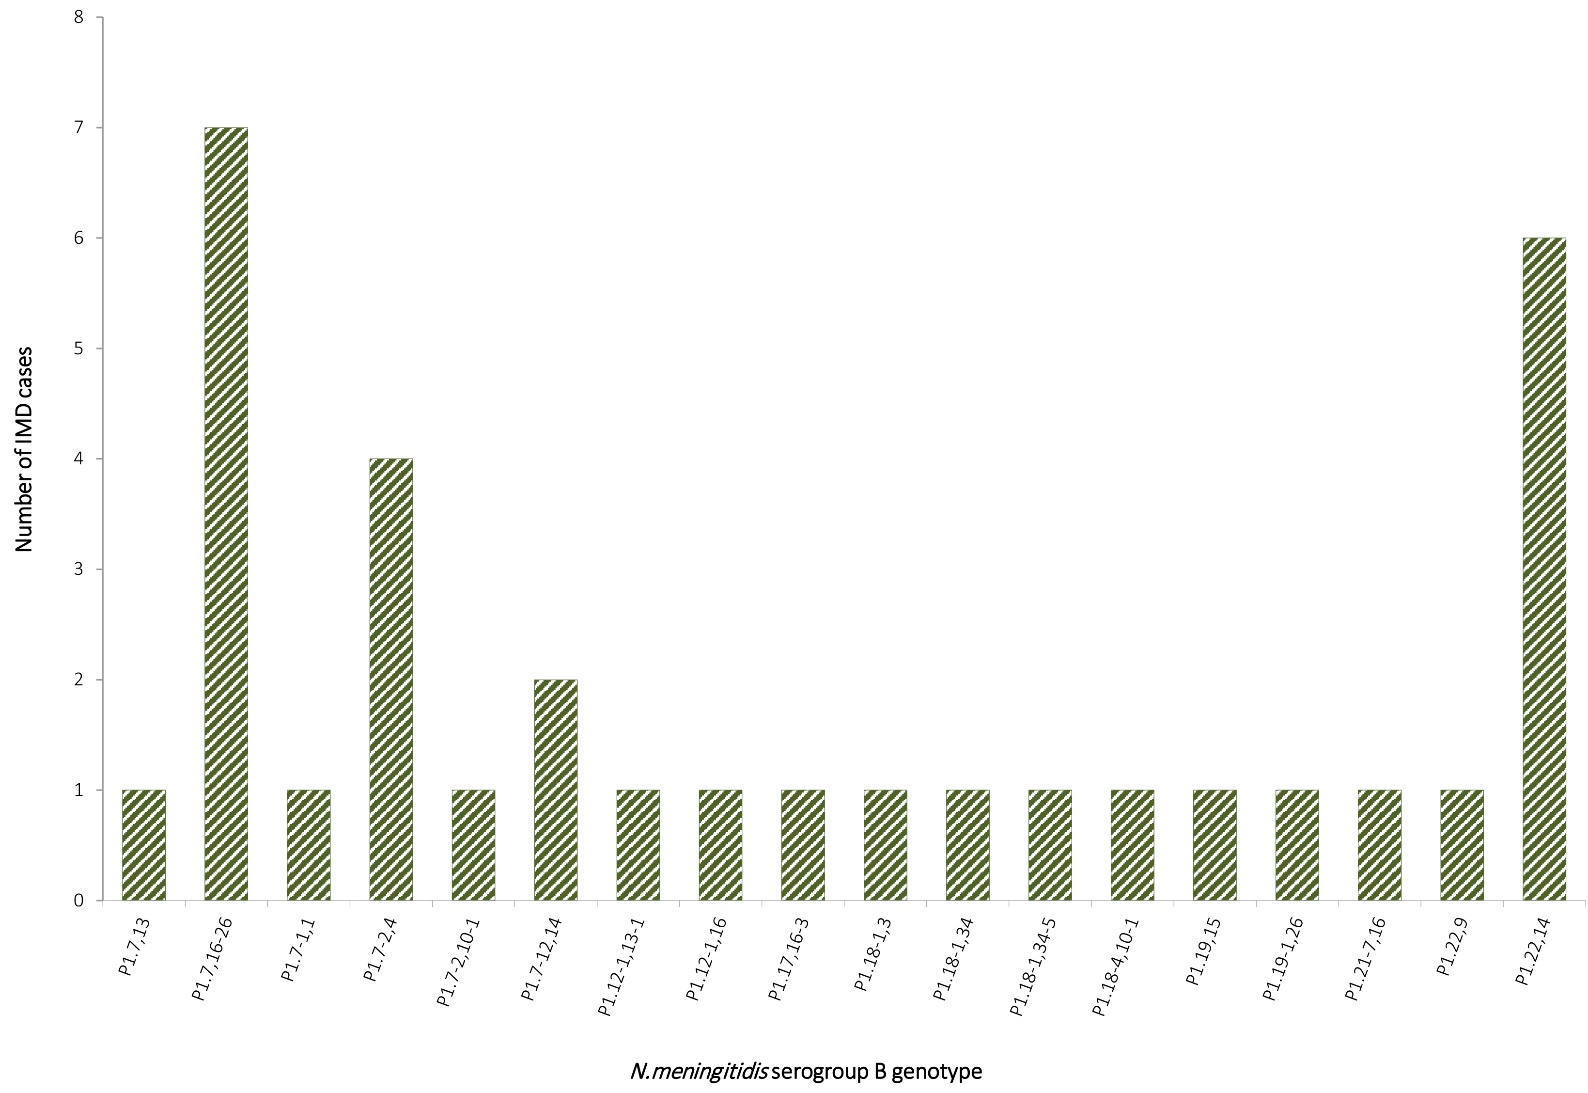 8
7
6
5
4
3
2
1
0
Number of IMD cases
P1.7,13
P1.7,16-26
P1.7-1,1
P1.7-2,4
P1.7-2,10-1
P1.7-12,14
P1.12-1,13-1
P1.12-1,16
P1.17,16-3
P1.18-1,3
P1.18-1,34
P1.18-1,34-5
P1.18-4,10-1
P1.19,15
P1.19-1,26
P1.21-7,16
P1.22,9
P1.22,14
N.meningitidis serogroup B genotype